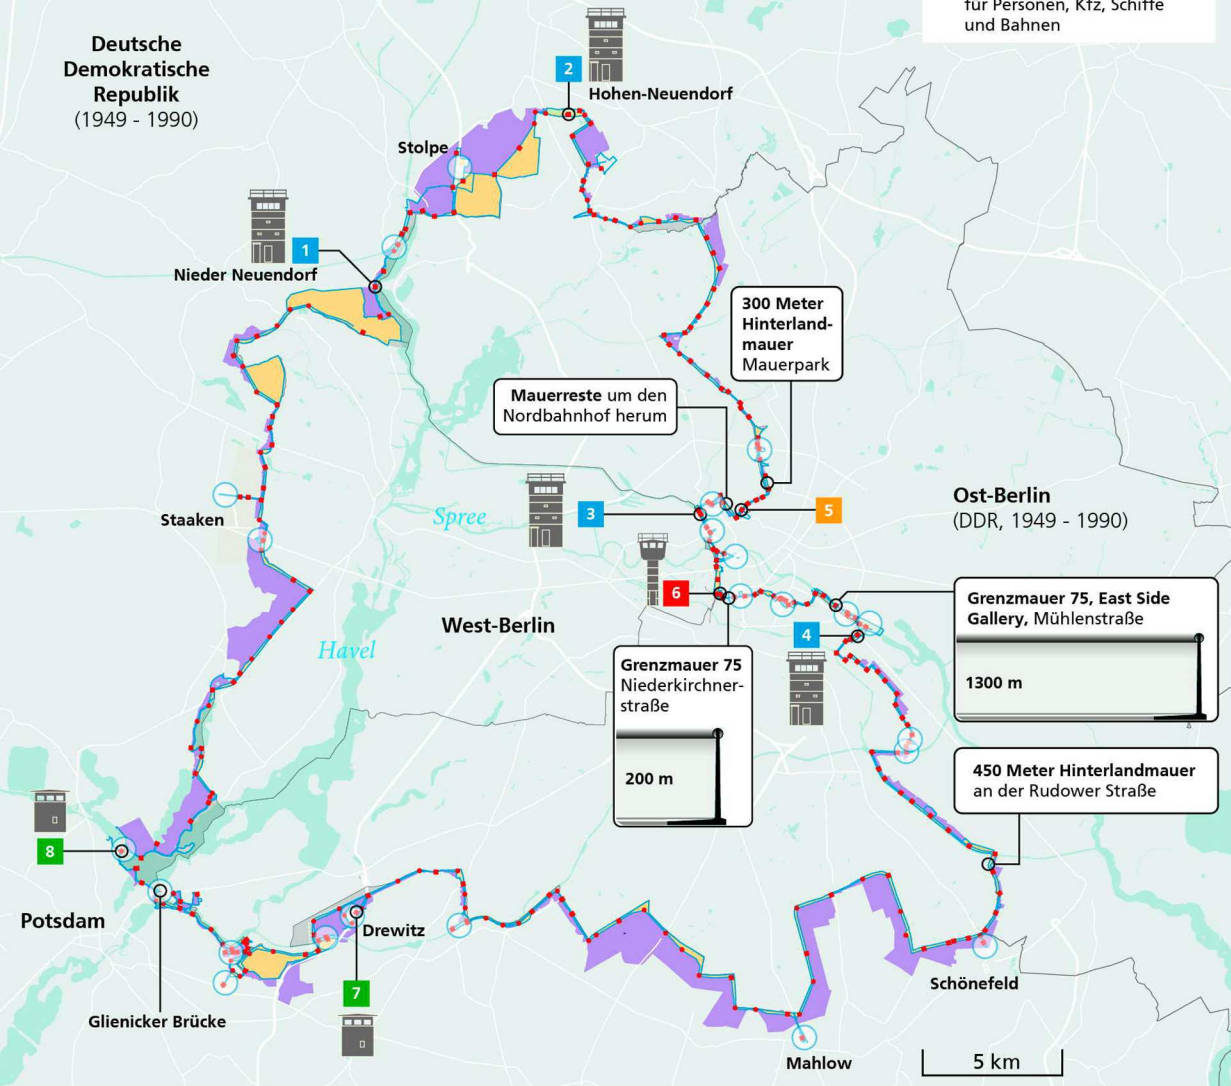 für Personen, Kfz, Schiffe
und Bahnen
Deutsche
Demokratische
Republik
(1949 - 1990)
2
Hohen-Neuendorf
Stolpe
1
Nieder Neuendorf
300 Meter
Hinterland-
mauer
Mauerpark
Mauerreste um den
Nordbahnhof herum
Staaken
Spree
3
5
Ost-Berlin
(DDR, 1949 - 1990)
6
West-Berlin
4
Grenzmauer 75, East Side
Gallery, Mühlenstraße
1300 m
Havel
Grenzmauer 75
Niederkirchner-
straße
200 m
450 Meter Hinterlandmauer
an der Rudower Straße
8
Potsdam
Drewitz
7
Glienicker Brücke
Schönefeld
Mahlow
5 km